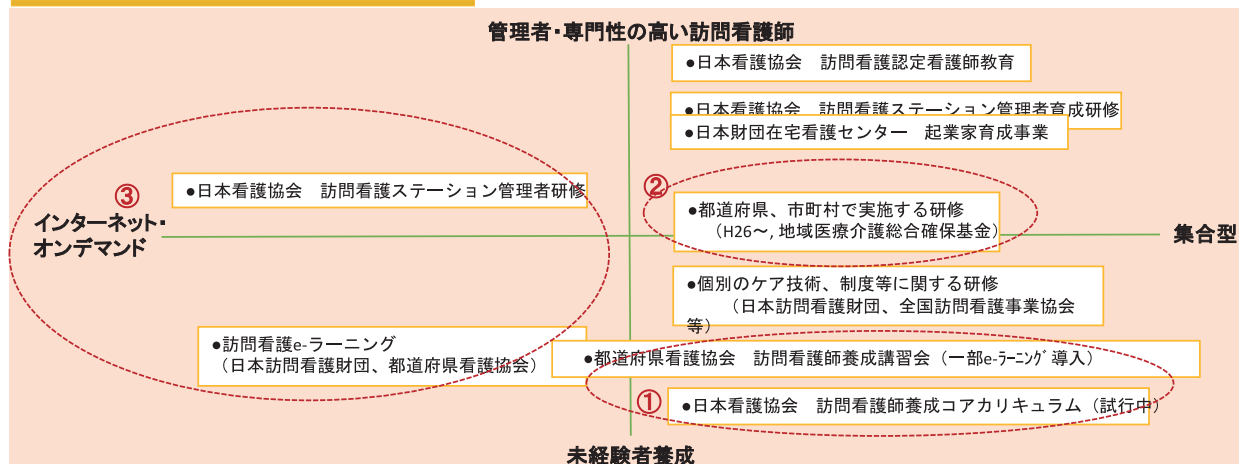 管理者・専門性の高い訪問看護師
●日本看護協会　訪問看護認定看護師教育
●日本看護協会　訪問看護ステーション管理者育成研修
●日本財団在宅看護センター　起業家育成事業
③
●日本看護協会　訪問看護ステーション管理者研修
②
●都道府県、市町村で実施する研修
（H26～, 地域医療介護総合確保基金）
インターネット・
オンデマンド
集合型
●個別のケア技術、制度等に関する研修
（日本訪問看護財団、全国訪問看護事業協会
等）
●訪問看護e-ラーニング
（日本訪問看護財団、都道府県看護協会）
●都道府県看護協会　訪問看護師養成講習会（一部e-ﾗｰﾆﾝｸﾞ導入）
①
●日本看護協会　訪問看護師養成コアカリキュラム（試行中）
未経験者養成